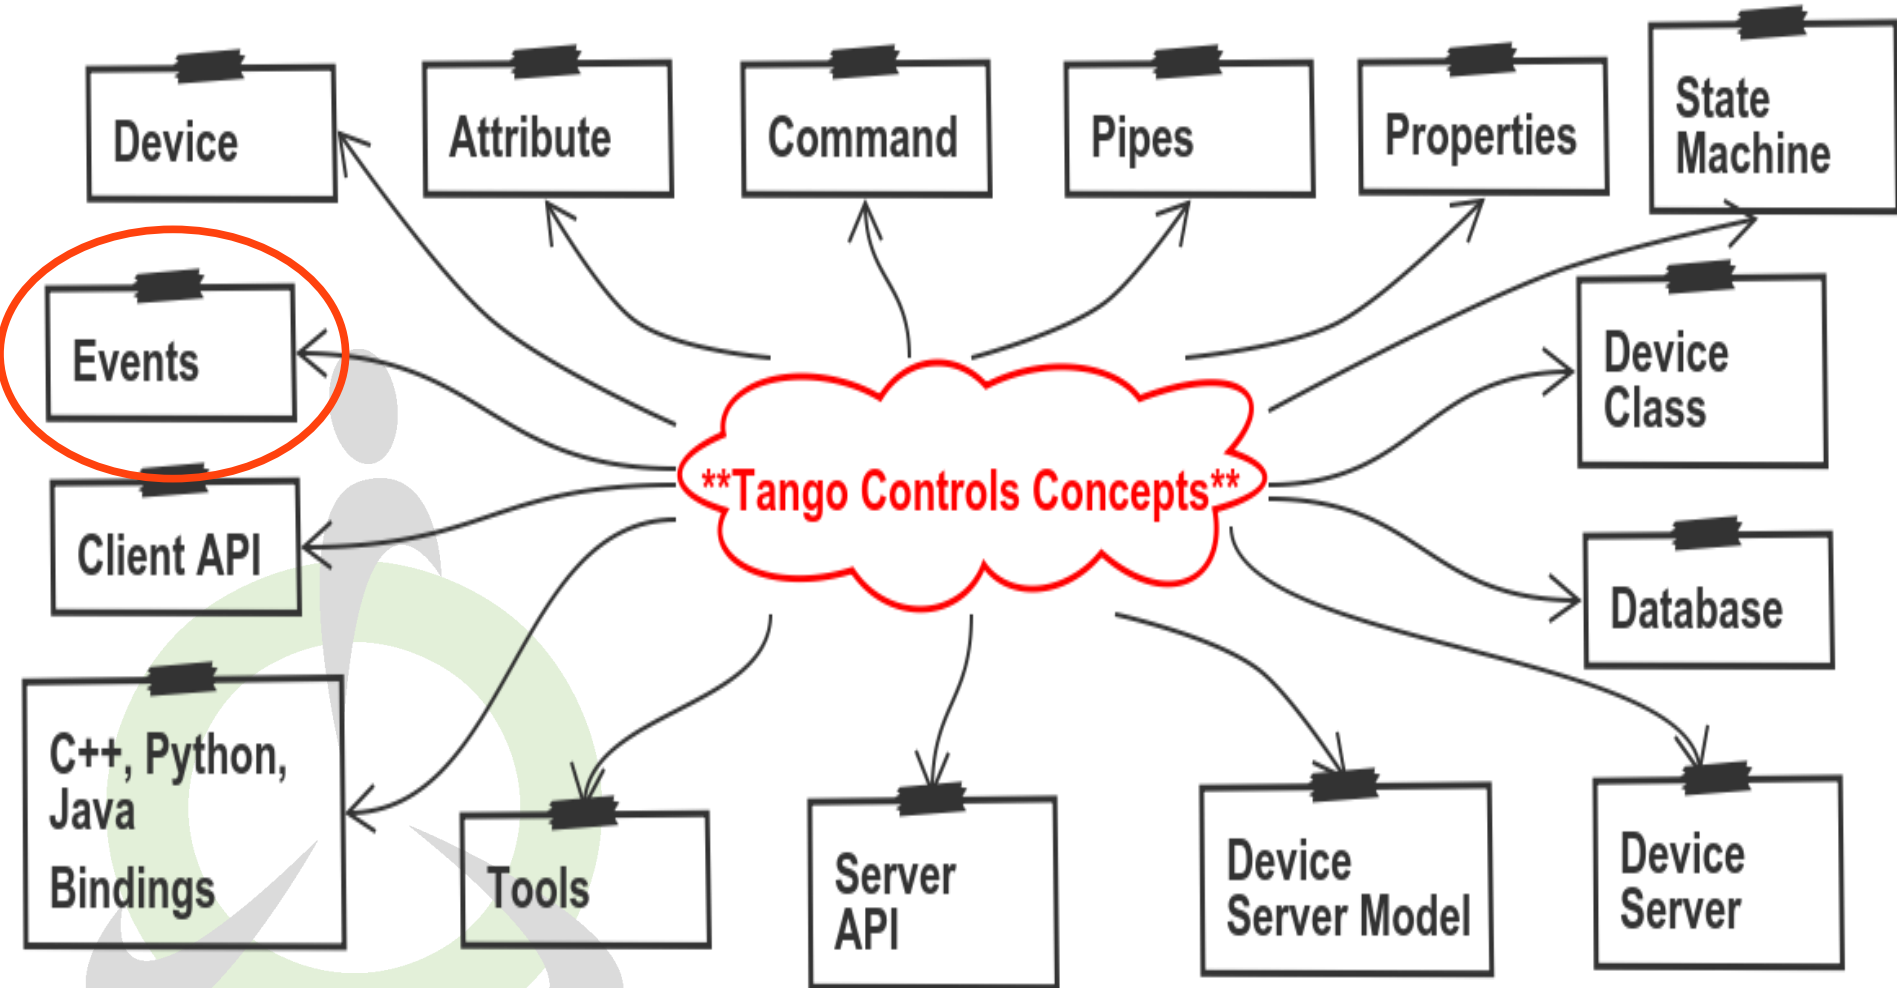 Device
Attribute
Command
Pipes
Properties
State
Machine
Events
Device
Class
**Tango Controls Concepts**
Client API
Database
C++, Python,
Java
Bindings
Tools
Server
API
Device
Server Model
Device
Server